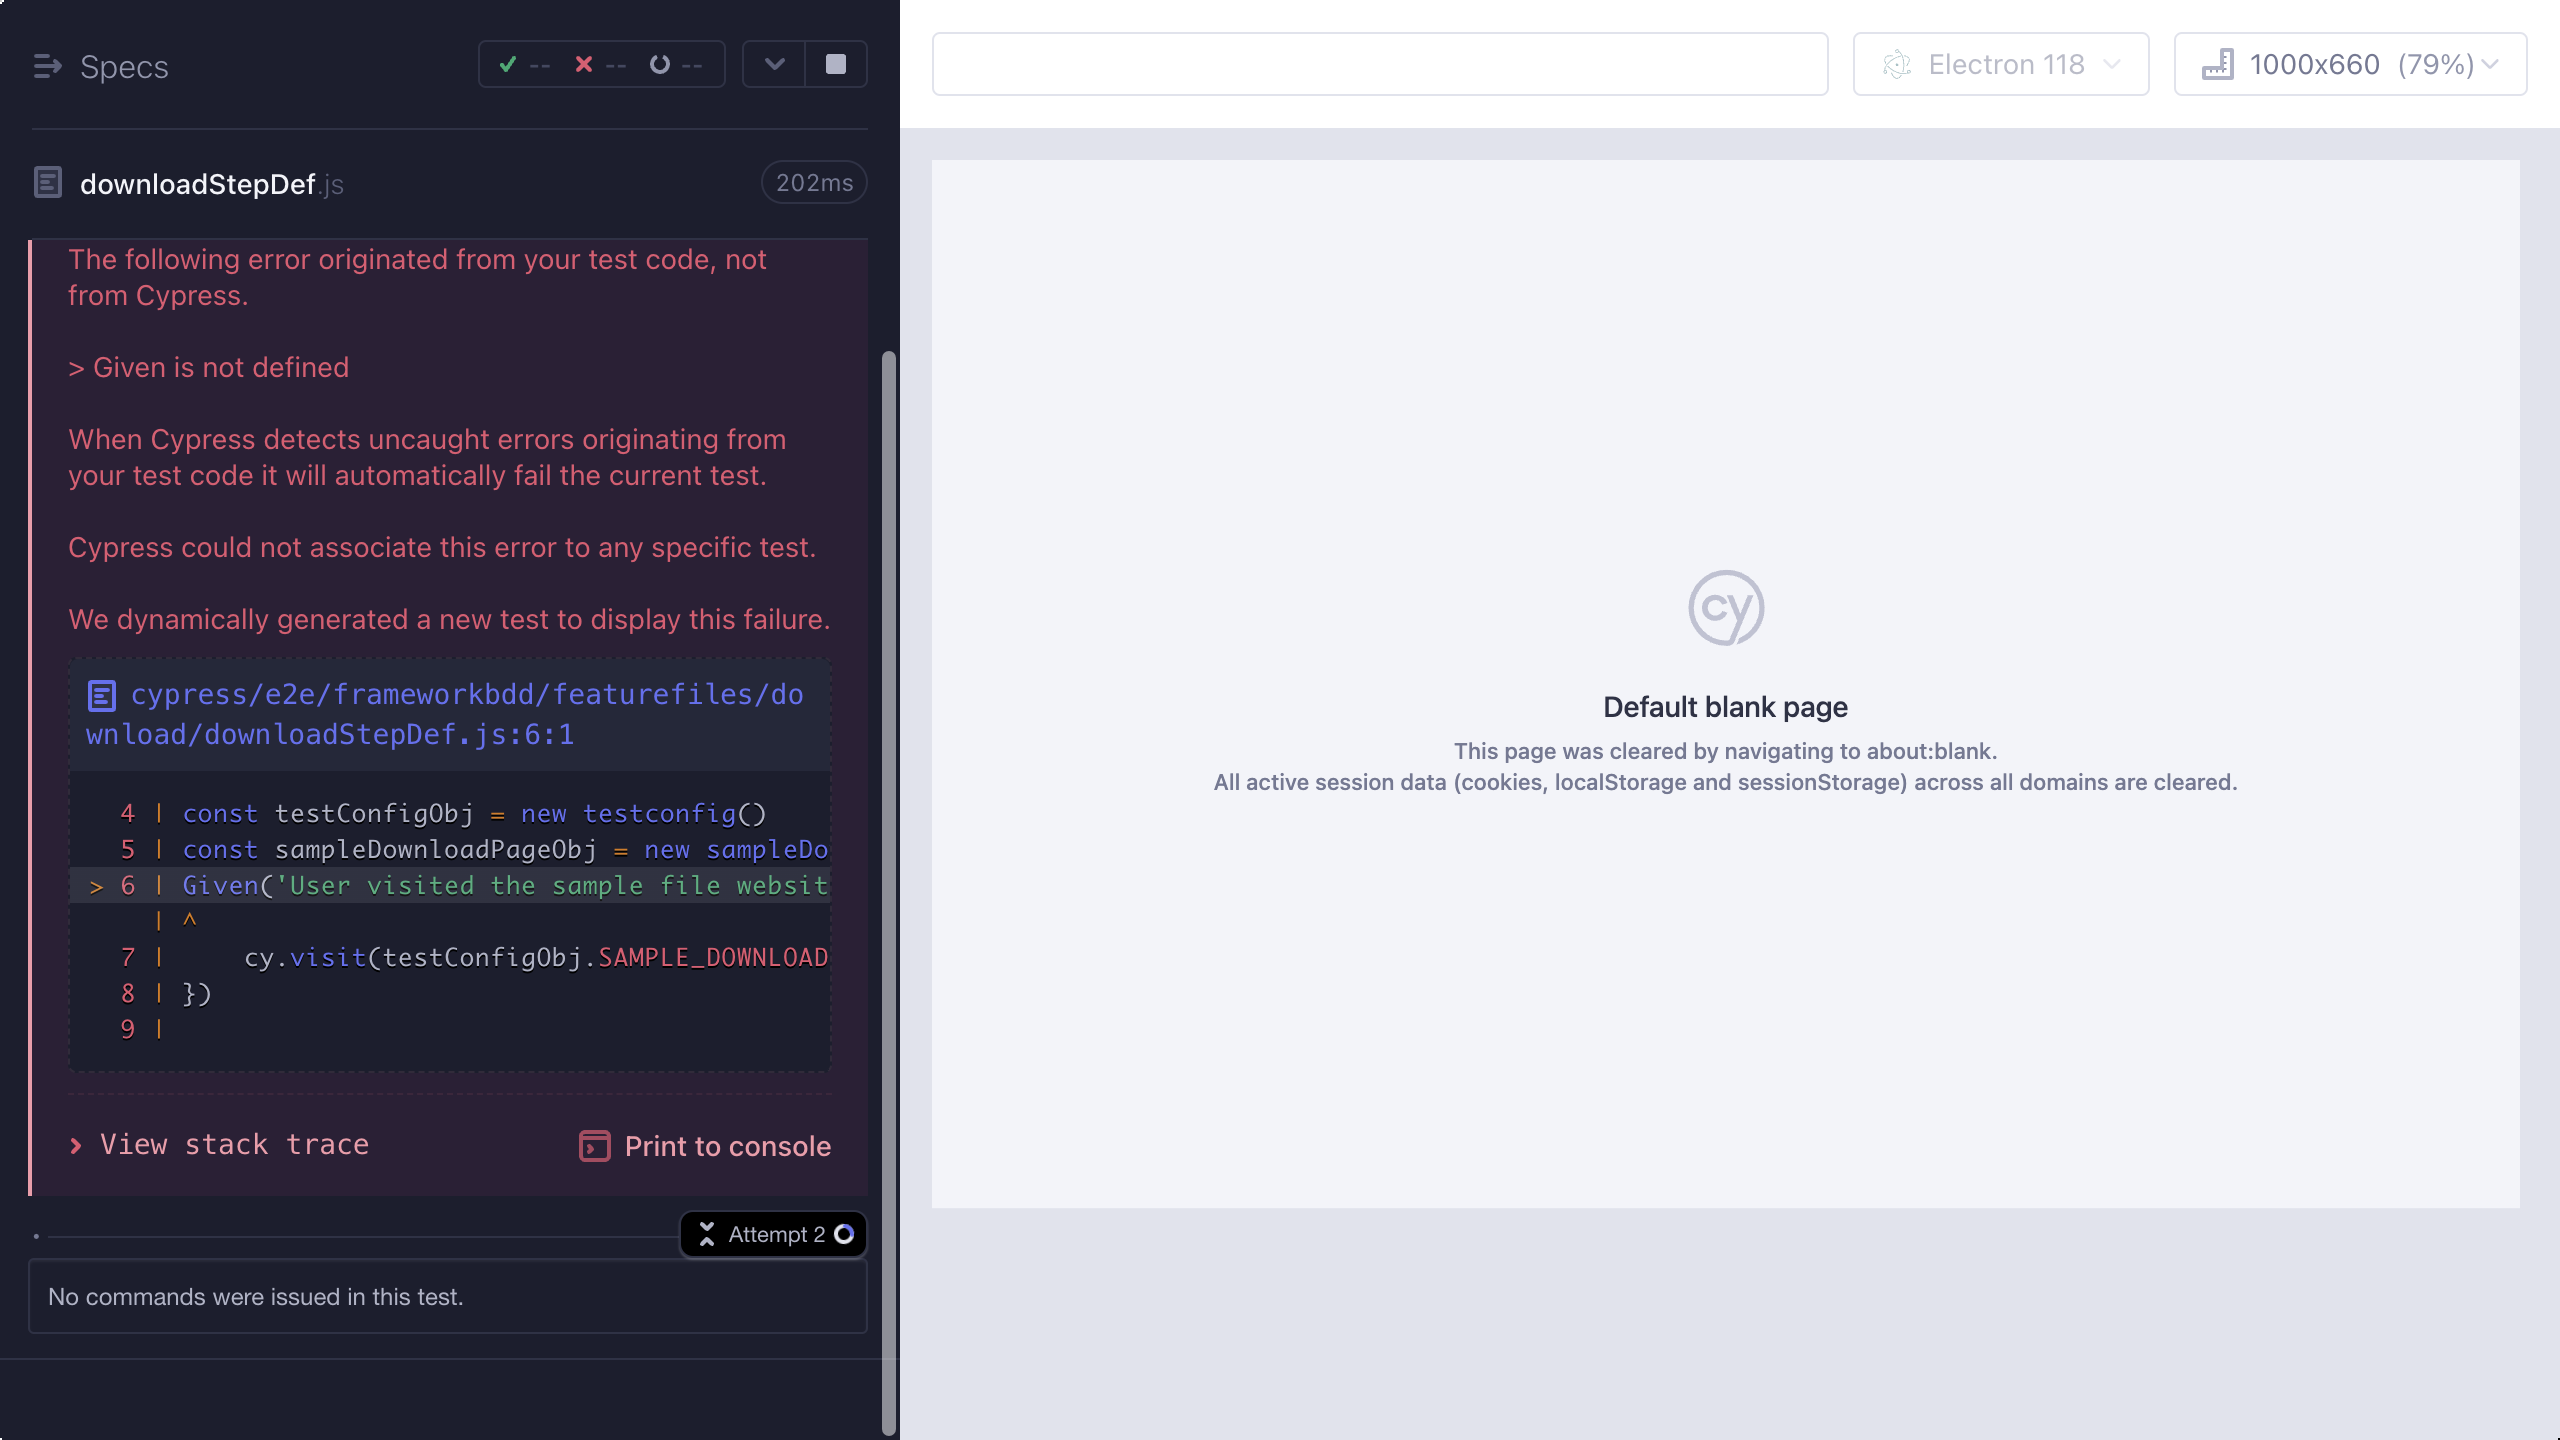 Specs
-- -- --
Electron 118
1000x660 (79%)
downloadStepDef.js
202ms
The following error originated from your test code, not
from Cypress.
> Given is not defined
When Cypress detects uncaught errors originating from
your test code it will automatically fail the current test.
Cypress could not associate this error to any specific test.
We dynamically generated a new test to display this failure.
cypress/e2e/frameworkbdd/featurefiles/do
wnload/downloadStepDef.js:6:1
4 | const testConfigObj = new testconfig()
5 | const sampleDownloadPageObj = new sampleDo
> 6 | Given('User visited the sample file websit
| ^
7 | cy.visit(testConfigObj.SAMPLE_DOWNLOAD
8 | })
9 |
View stack trace
Print to console
Attempt 2
No commands were issued in this test.
cy
Default blank page
This page was cleared by navigating to about:blank.
All active session data (cookies, localStorage and sessionStorage) across all domains are cleared.